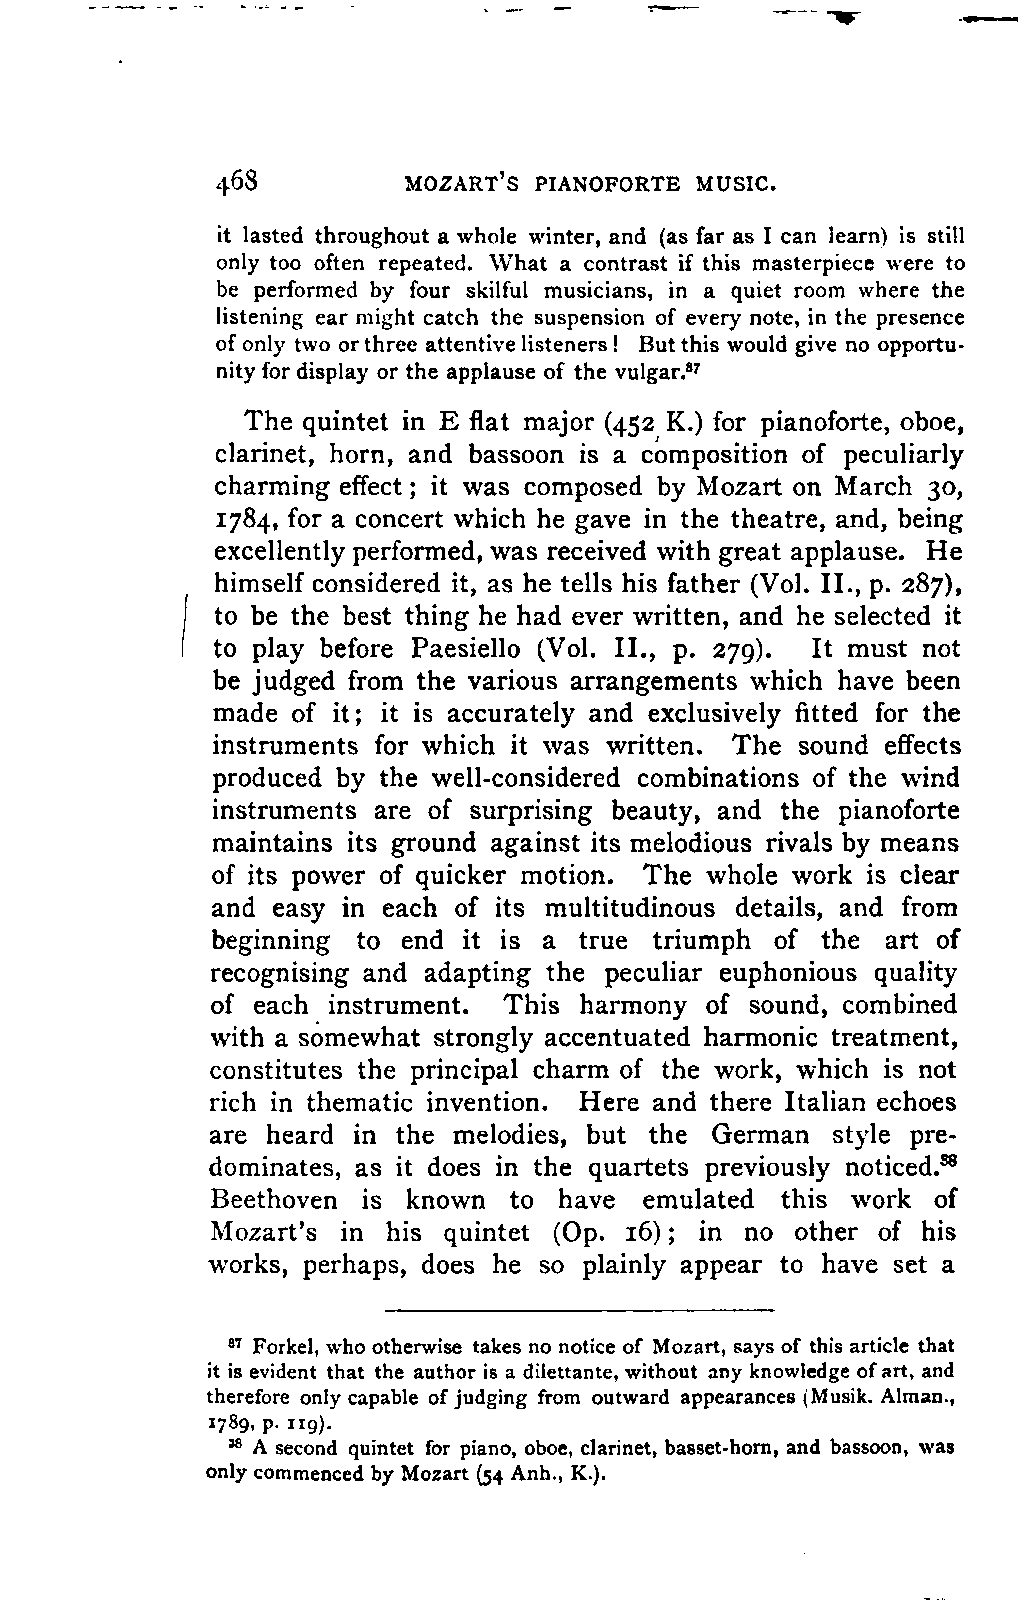 468 MOZART'S PIANOFORTE MUSIC.
it lasted throughout a whole winter, and (as far as I can learn) is still
only too often repeated. What a contrast if this masterpiece were to
be performed by four skilful musicians, in a quiet room where the
listening ear might catch the suspension of every note, in the presence
of only two or three attentive listeners! But this would give no opportu-
nity for display or the applause of the vulgar.³⁷
The quintet in E flat major (452 K.) for pianoforte, oboe,
clarinet, horn, and bassoon is a composition of peculiarly
charming effect; it was composed by Mozart on March 30,
1784, for a concert which he gave in the theatre, and, being
excellently performed, was received with great applause. He
himself considered it, as he tells his father (Vol. II., p. 287),
to be the best thing he had ever written, and he selected it
to play before Paesiello (Vol. II., p. 279). It must not
be judged from the various arrangements which have been
made of it; it is accurately and exclusively fitted for the
instruments for which it was written. The sound effects
produced by the well-considered combinations of the wind
instruments are of surprising beauty, and the pianoforte
maintains its ground against its melodious rivals by means
of its power of quicker motion. The whole work is clear
and easy in each of its multitudinous details, and from
beginning to end it is a true triumph of the art of
recognising and adapting the peculiar euphonious quality
of each instrument. This harmony of sound, combined
with a somewhat strongly accentuated harmonic treatment,
constitutes the principal charm of the work, which is not
rich in thematic invention. Here and there Italian echoes
are heard in the melodies, but the German style pre-
dominates, as it does in the quartets previously noticed.³⁸
Beethoven is known to have emulated this work of
Mozart's in his quintet (Op. 16); in no other of his
works, perhaps, does he so plainly appear to have set a
³⁷ Forkel, who otherwise takes no notice of Mozart, says of this article that
it is evident that the author is a dilettante, without any knowledge of art, and
therefore only capable of judging from outward appearances (Musik. Alman.,
1789, p. 119).
³⁸ A second quintet for piano, oboe, clarinet, basset-horn, and bassoon, was
only commenced by Mozart (54 Anh., K.).